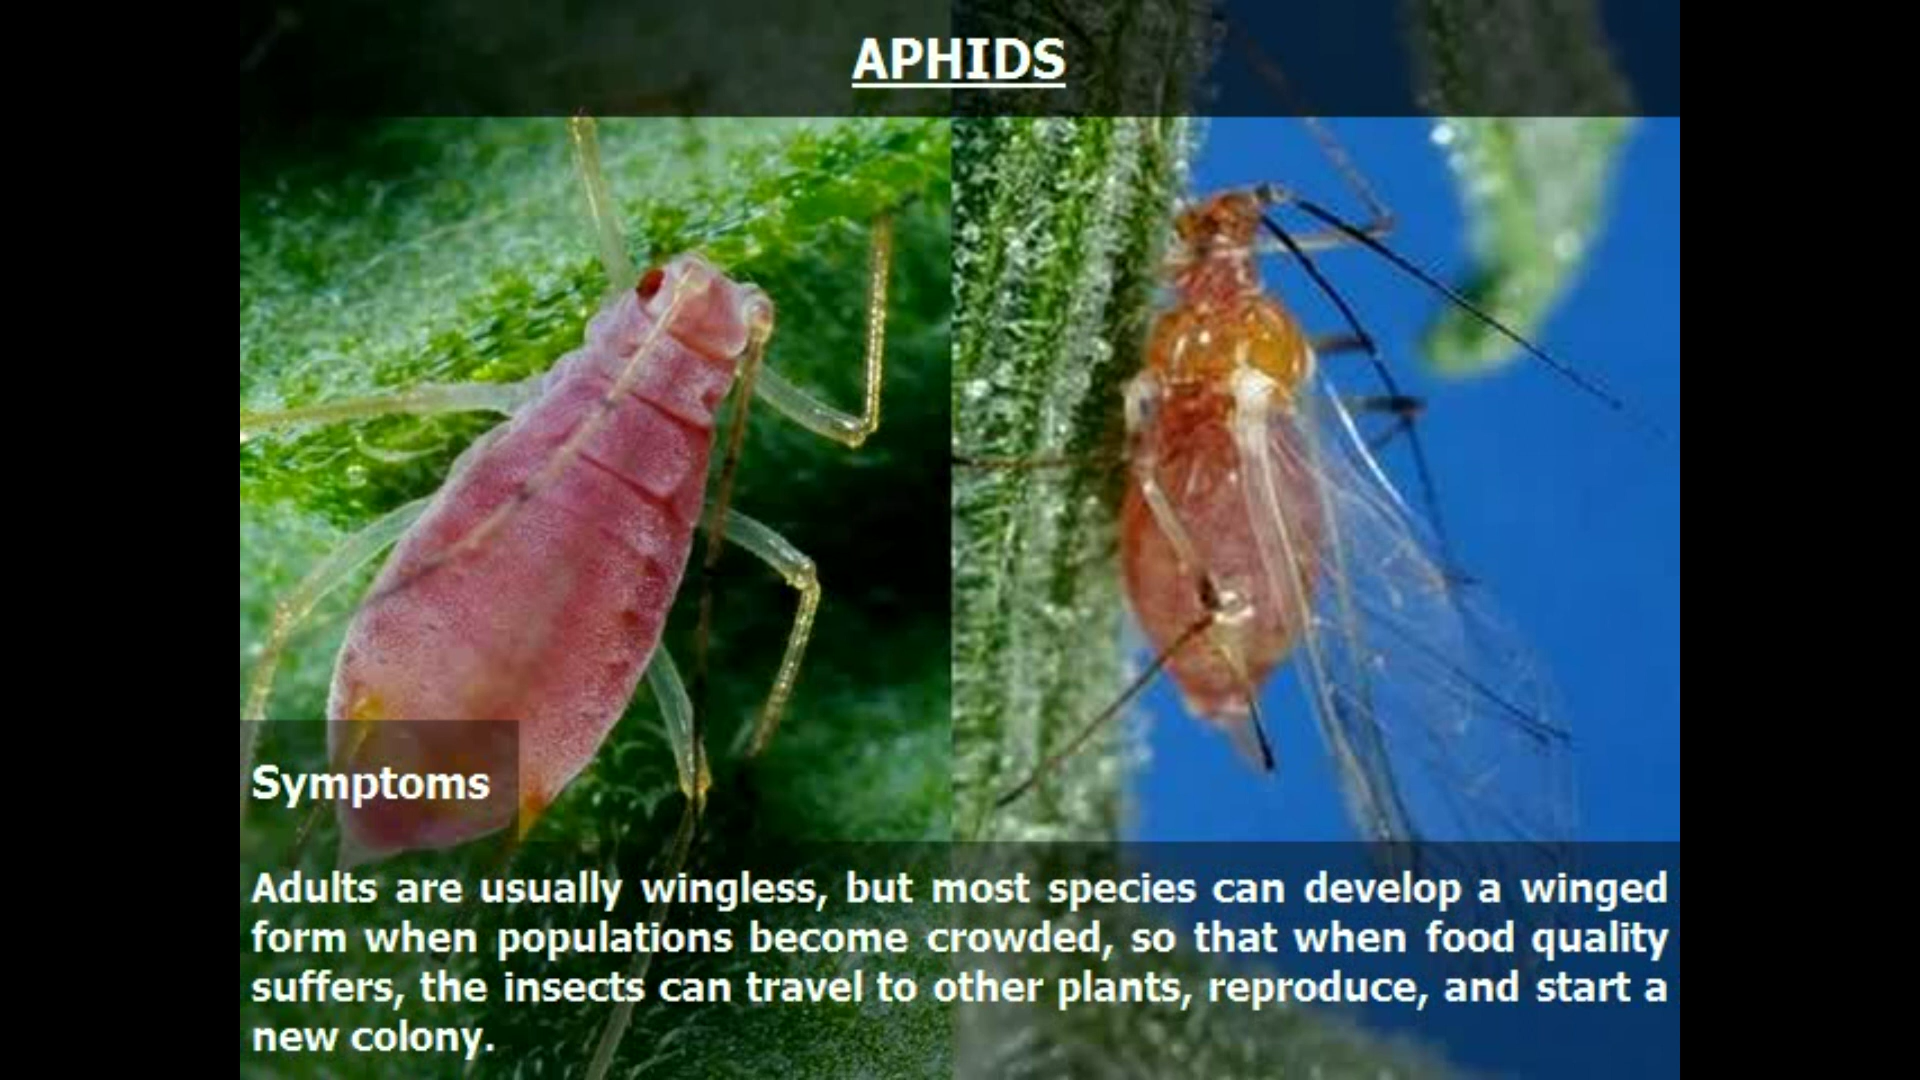 APHIDS
Symptoms
Adults are usually wingless, but most species can develop a winged
form when populations become crowded, so that when food quality
suffers, the insects can travel to other plants, reproduce, and start a
new colony.